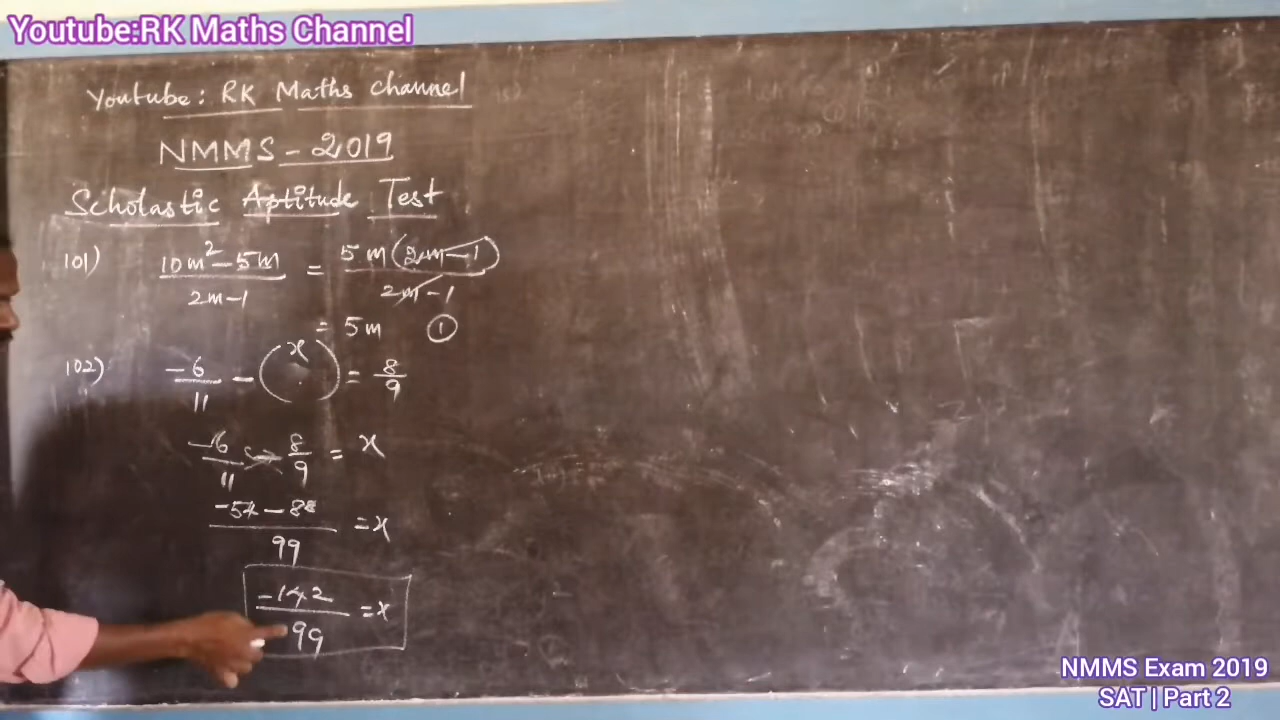 Youtube:RK Maths Channel
Youtube: RK Maths Channel
NMMS - 2019
Scholastic Aptitude Test
101) (10m² - 5m)/(2m-1) = 5m(2m-1)/(2m-1)
= 5m ①
102) -6/11 - (x) = 8/9
-6/11 - 8/9 = x
(-54 - 88)/99 = x
-142/99 = x
NMMS Exam 2019
SAT | Part 2